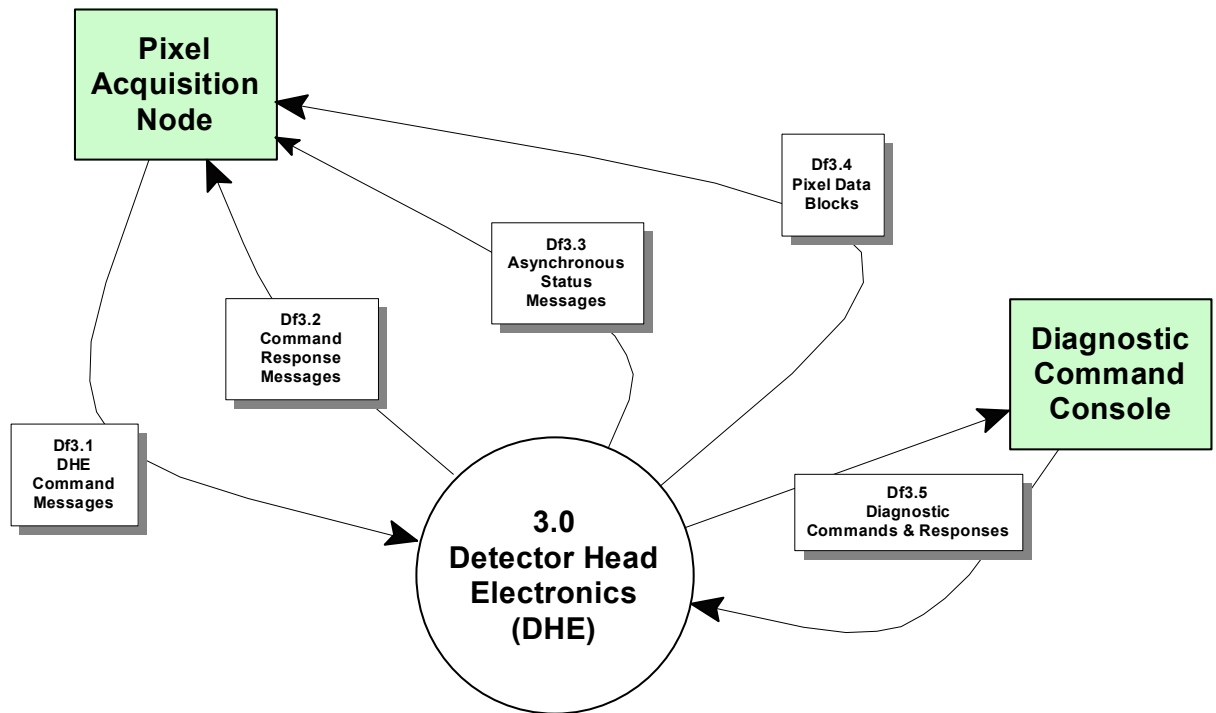 Pixel
Acquisition
Node
Df3.4
Pixel Data
Blocks
Df3.3
Asynchronous
Status
Messages
Df3.2
Command
Response
Messages
Diagnostic
Command
Console
Df3.1
DHE
Command
Messages
Df3.5
Diagnostic
Commands & Responses
3.0
Detector Head
Electronics
(DHE)